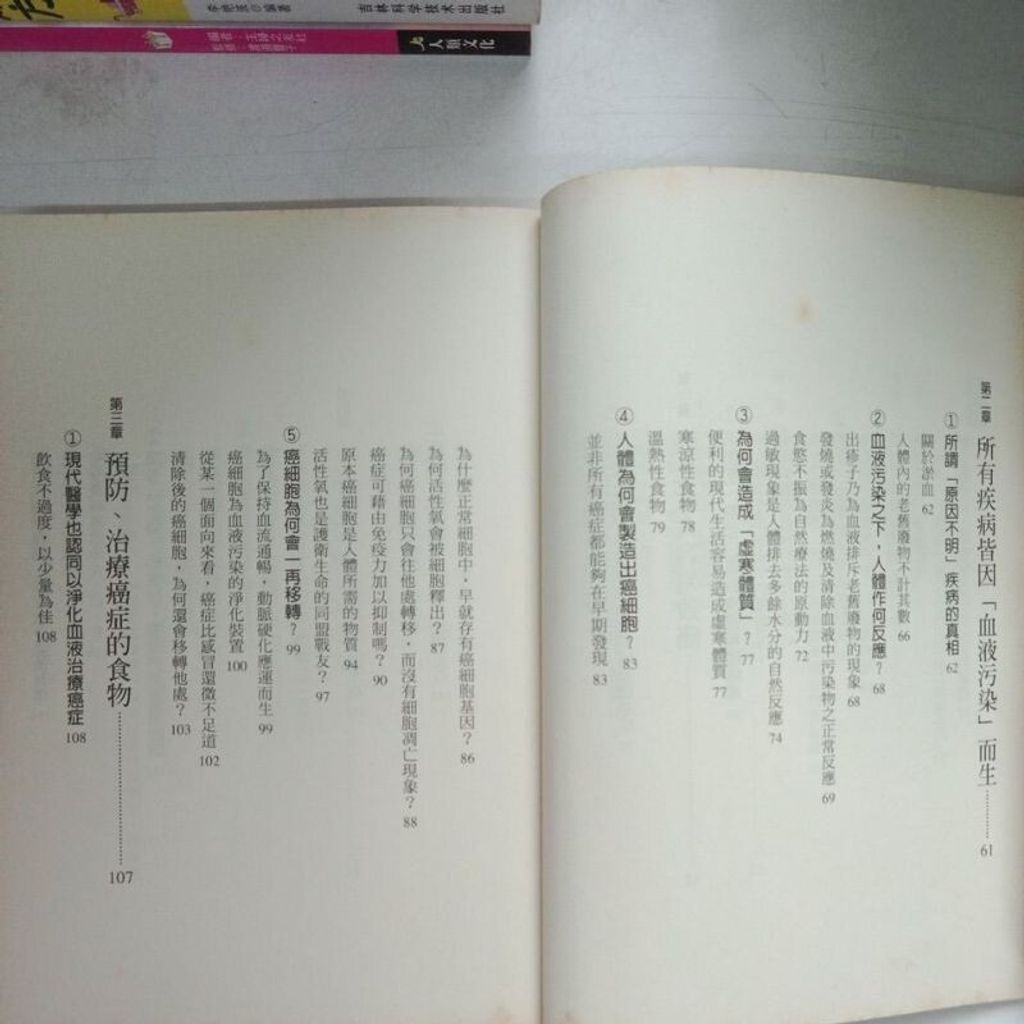 吉林科学技术出版社
人類文化
第二章 所有疾病皆因「血液污染」而生 61
① 所謂「原因不明」疾病的真相 62
關於淤血 62
人體內的老舊廢物不計其數 66
② 血液污染之下，人體作何反應？ 68
出疹子乃為血液排斥老舊廢物的現象 68
發燒或發炎為燃燒及清除血液中污染物之正常反應 69
食慾不振為自然療法的原動力 72
過敏現象是人體排去多餘水分的自然反應 74
③ 為何會造成「虛寒體質」？ 77
便利的現代生活容易造成虛寒體質 77
寒涼性食物 78
溫熱性食物 79
④ 人體為何會製造出癌細胞？ 83
並非所有癌症都能夠在早期發現 83
為什麼正常細胞中，早就存有癌細胞基因？ 86
為何活性氧會被細胞釋出？ 87
為何癌細胞只會往他處轉移，而沒有細胞凋亡現象？ 88
癌症可藉由免疫力加以抑制嗎？ 90
原本癌細胞是人體所需的物質 94
活性氧也是護衛生命的同盟戰友？ 97
⑤ 癌細胞為何會一再移轉？ 99
為了保持血流通暢，動脈硬化應運而生 99
癌細胞為血液污染的淨化裝置 100
從某一個面向來看，癌症比感冒還微不足道 102
清除後的癌細胞，為何還會移轉他處？ 103
第三章 預防、治療癌症的食物 107
① 現代醫學也認同以淨化血液治療癌症 108
飲食不過度，以少量為佳 108